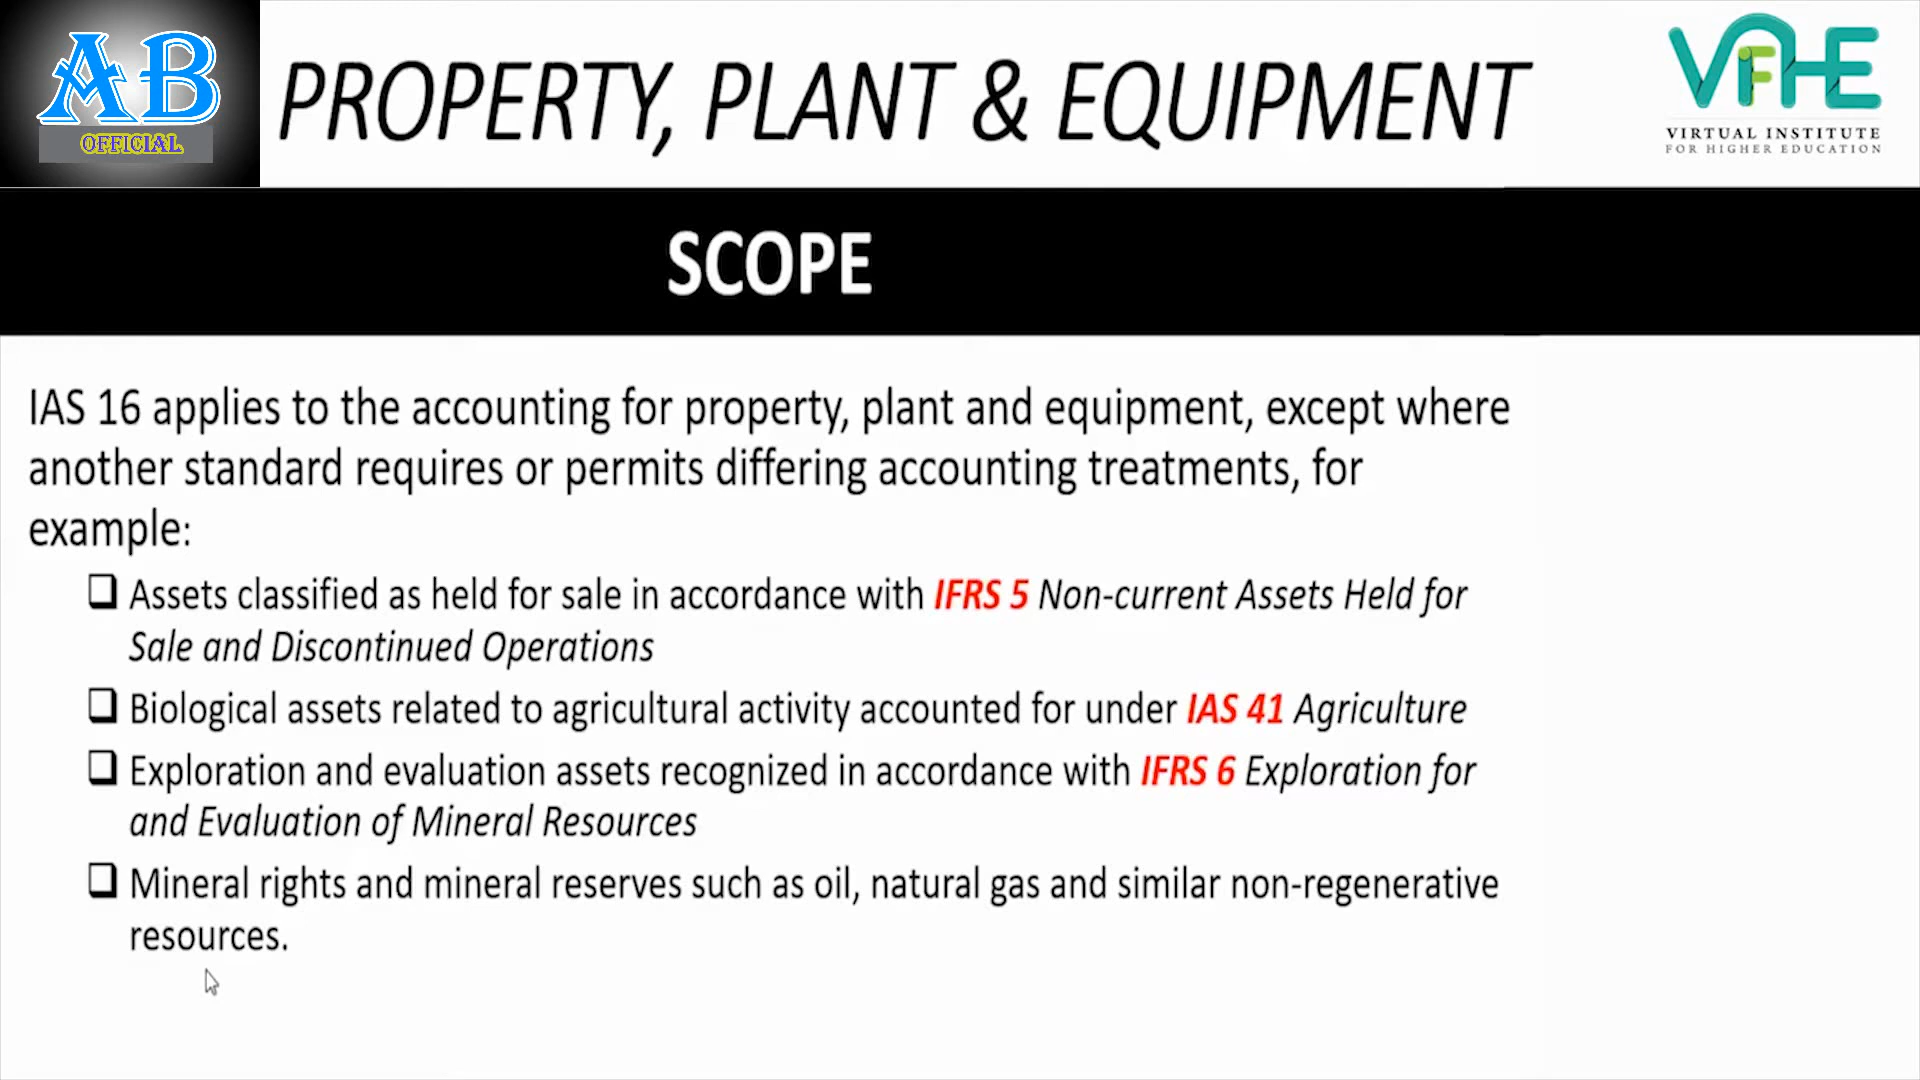 AB
OFFICIAL
PROPERTY, PLANT & EQUIPMENT
VIFHE
VIRTUAL INSTITUTE
FOR HIGHER EDUCATION
SCOPE
IAS 16 applies to the accounting for property, plant and equipment, except where
another standard requires or permits differing accounting treatments, for
example:
❑ Assets classified as held for sale in accordance with IFRS 5 Non-current Assets Held for
Sale and Discontinued Operations
❑ Biological assets related to agricultural activity accounted for under IAS 41 Agriculture
❑ Exploration and evaluation assets recognized in accordance with IFRS 6 Exploration for
and Evaluation of Mineral Resources
❑ Mineral rights and mineral reserves such as oil, natural gas and similar non-regenerative
resources.